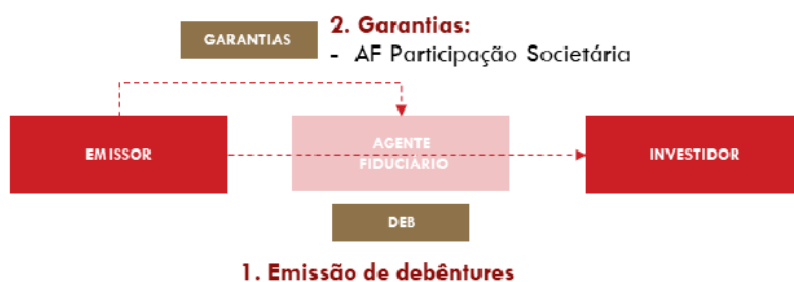 GARANTIAS
2. Garantias:
- AF Participação Societária
EMISSOR
AGENTE
FIDUCIÁRIO
INVESTIDOR
DEB
1. Emissão de debêntures